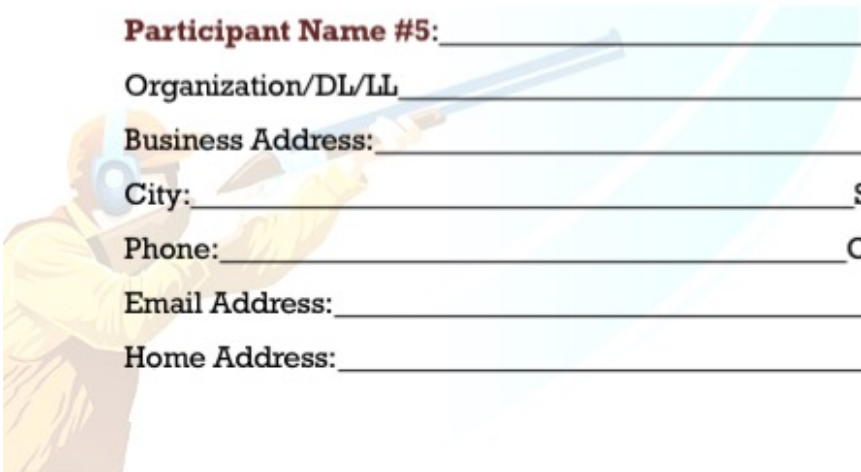 Participant Name #5:
Organization/DL/LL
Business Address:
City: S
Phone: C
Email Address:
Home Address: